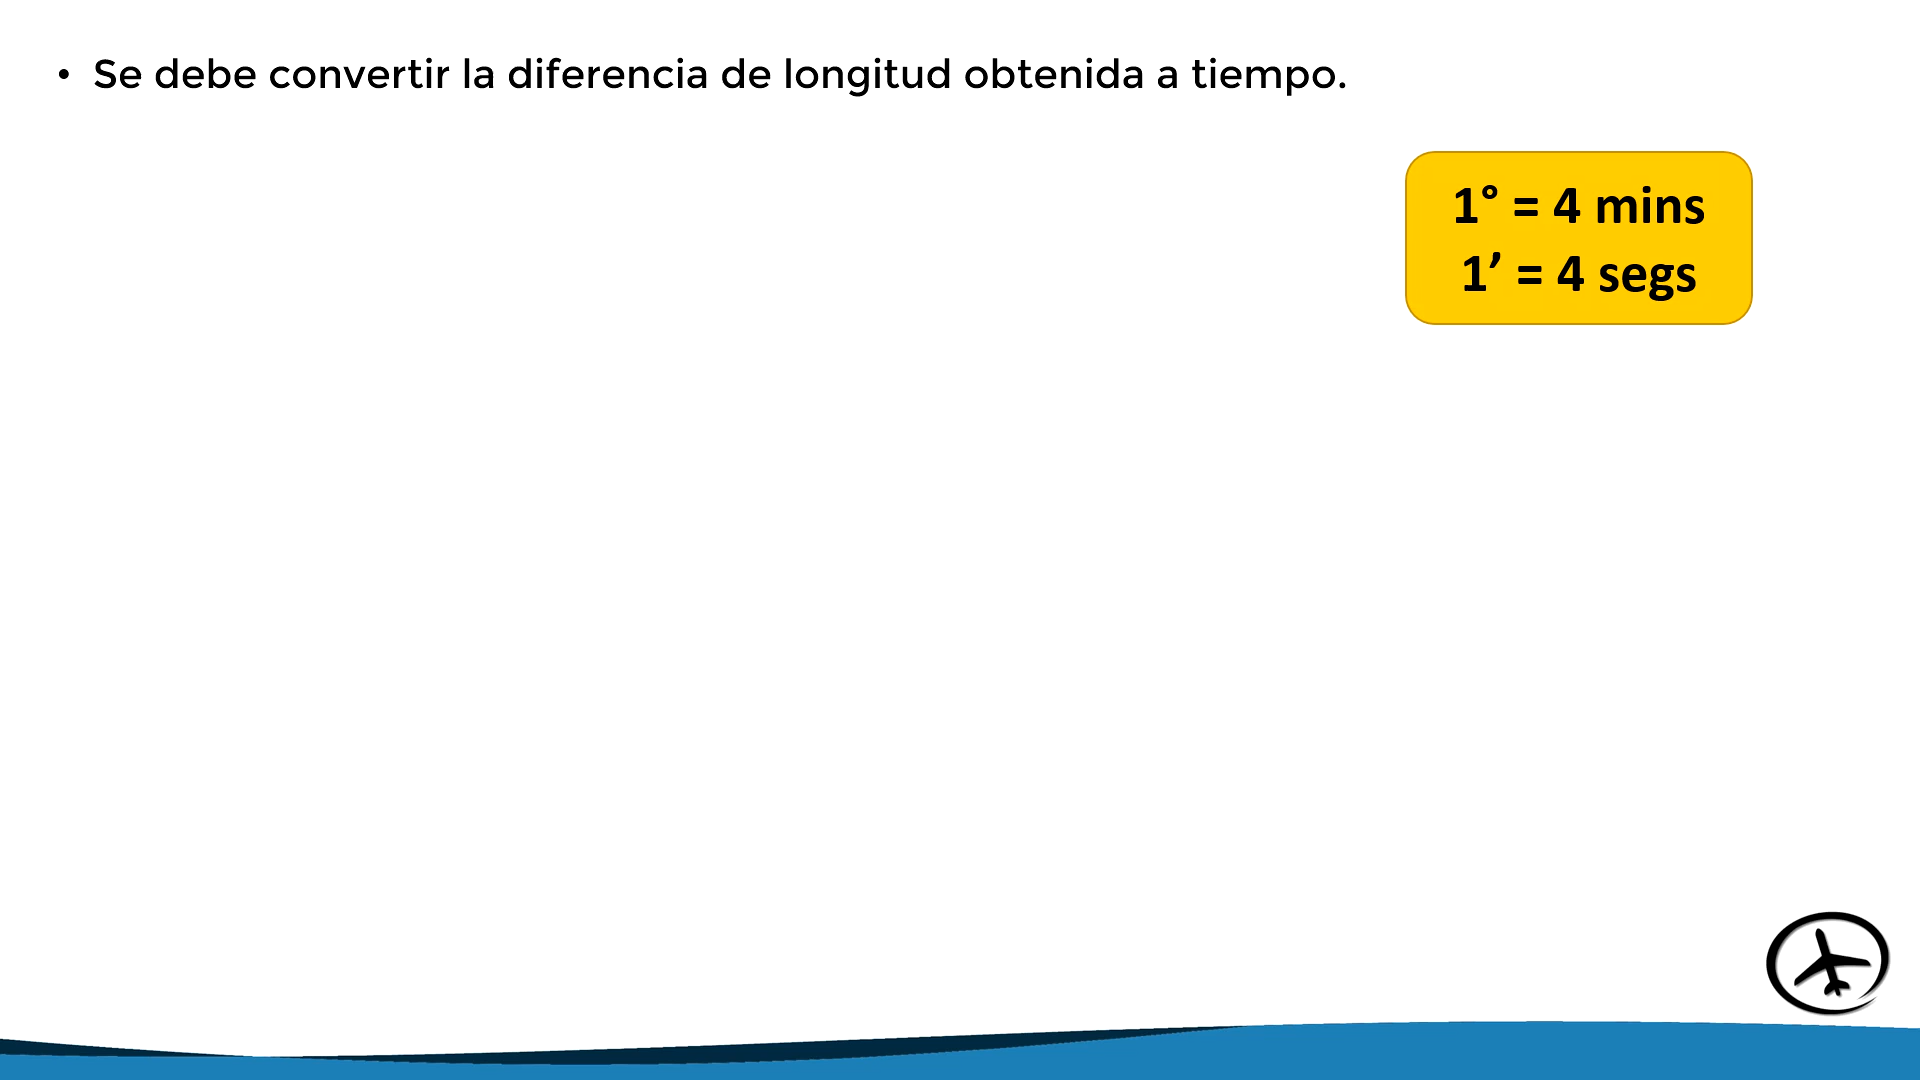 • Se debe convertir la diferencia de longitud obtenida a tiempo.
1° = 4 mins
1’ = 4 segs